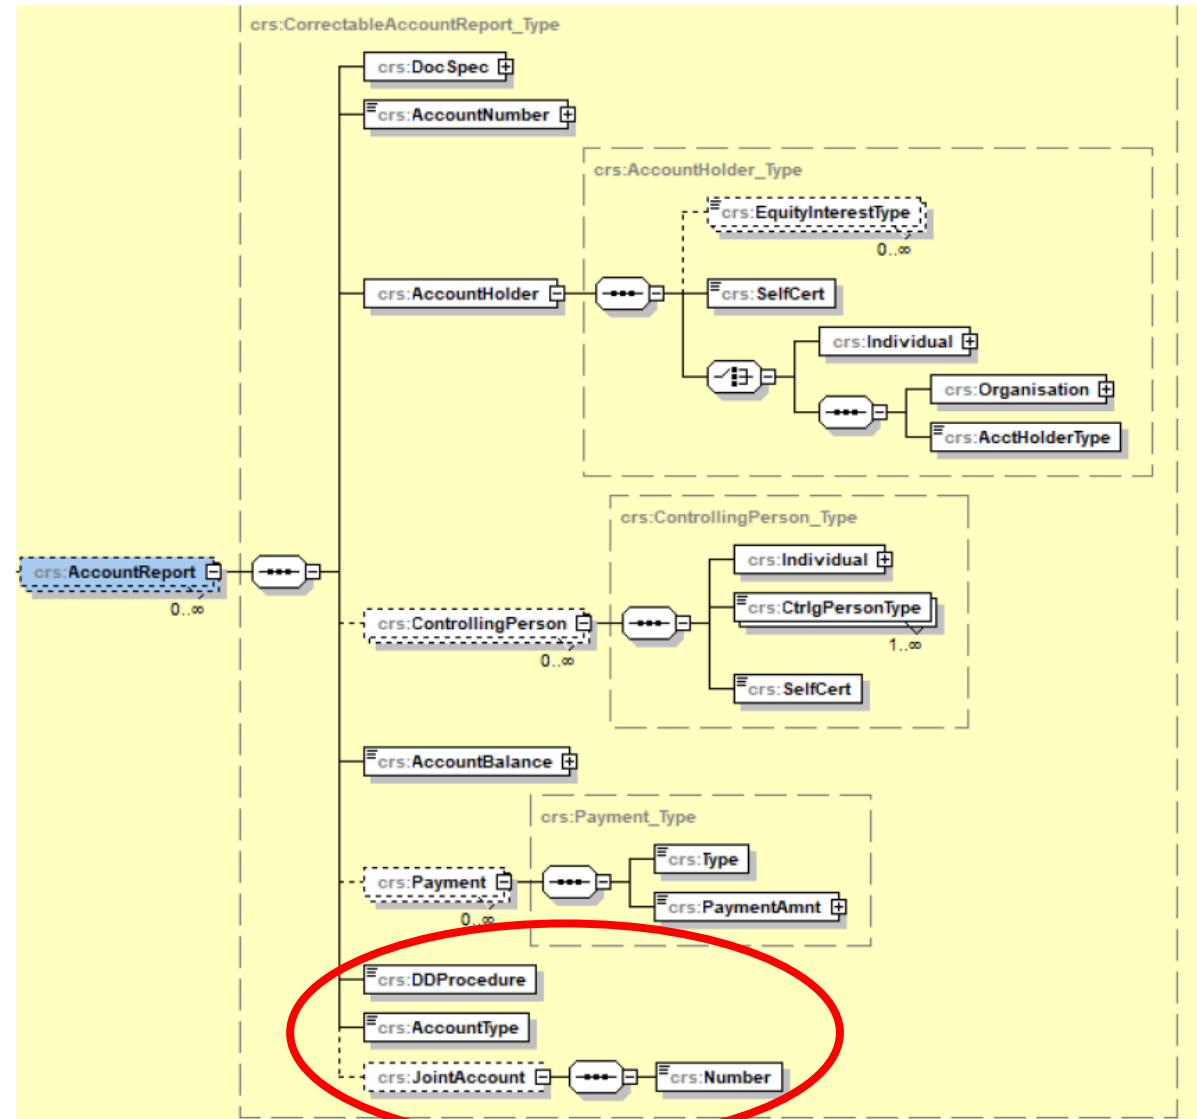 crs:CorrectableAccountReport_Type
crs:DocSpec
crs:AccountNumber
crs:AccountHolder_Type
crs:EquityInterestType
0..∞
crs:AccountHolder
crs:SelfCert
crs:Individual
crs:Organisation
crs:AcctHolderType
crs:ControllingPerson_Type
crs:Individual
crs:AccountReport
0..∞
crs:CtrlgPersonType
1..∞
crs:ControllingPerson
0..∞
crs:SelfCert
crs:AccountBalance
crs:Payment_Type
crs:Type
crs:Payment
0..∞
crs:PaymentAmnt
crs:DDProcedure
crs:AccountType
crs:JointAccount
crs:Number